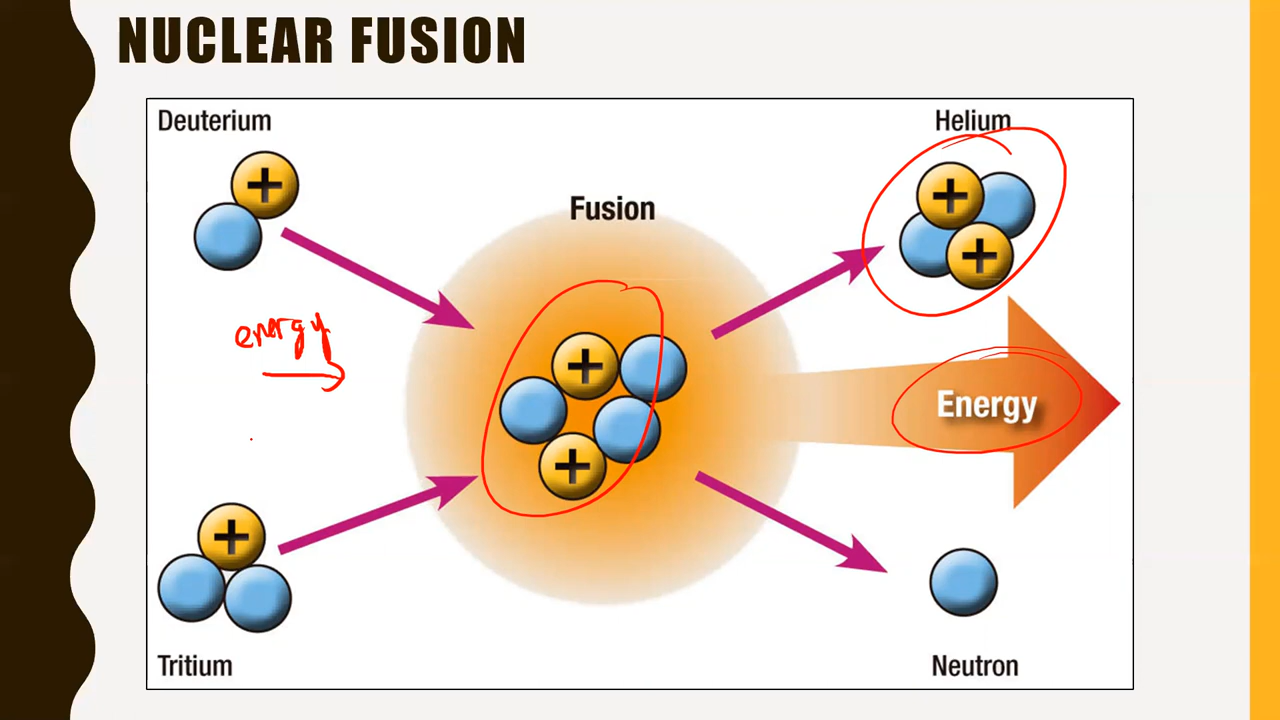 NUCLEAR FUSION
Deuterium
Helium
+
+
Fusion
+
energy
+
Energy
+
+
Tritium
Neutron